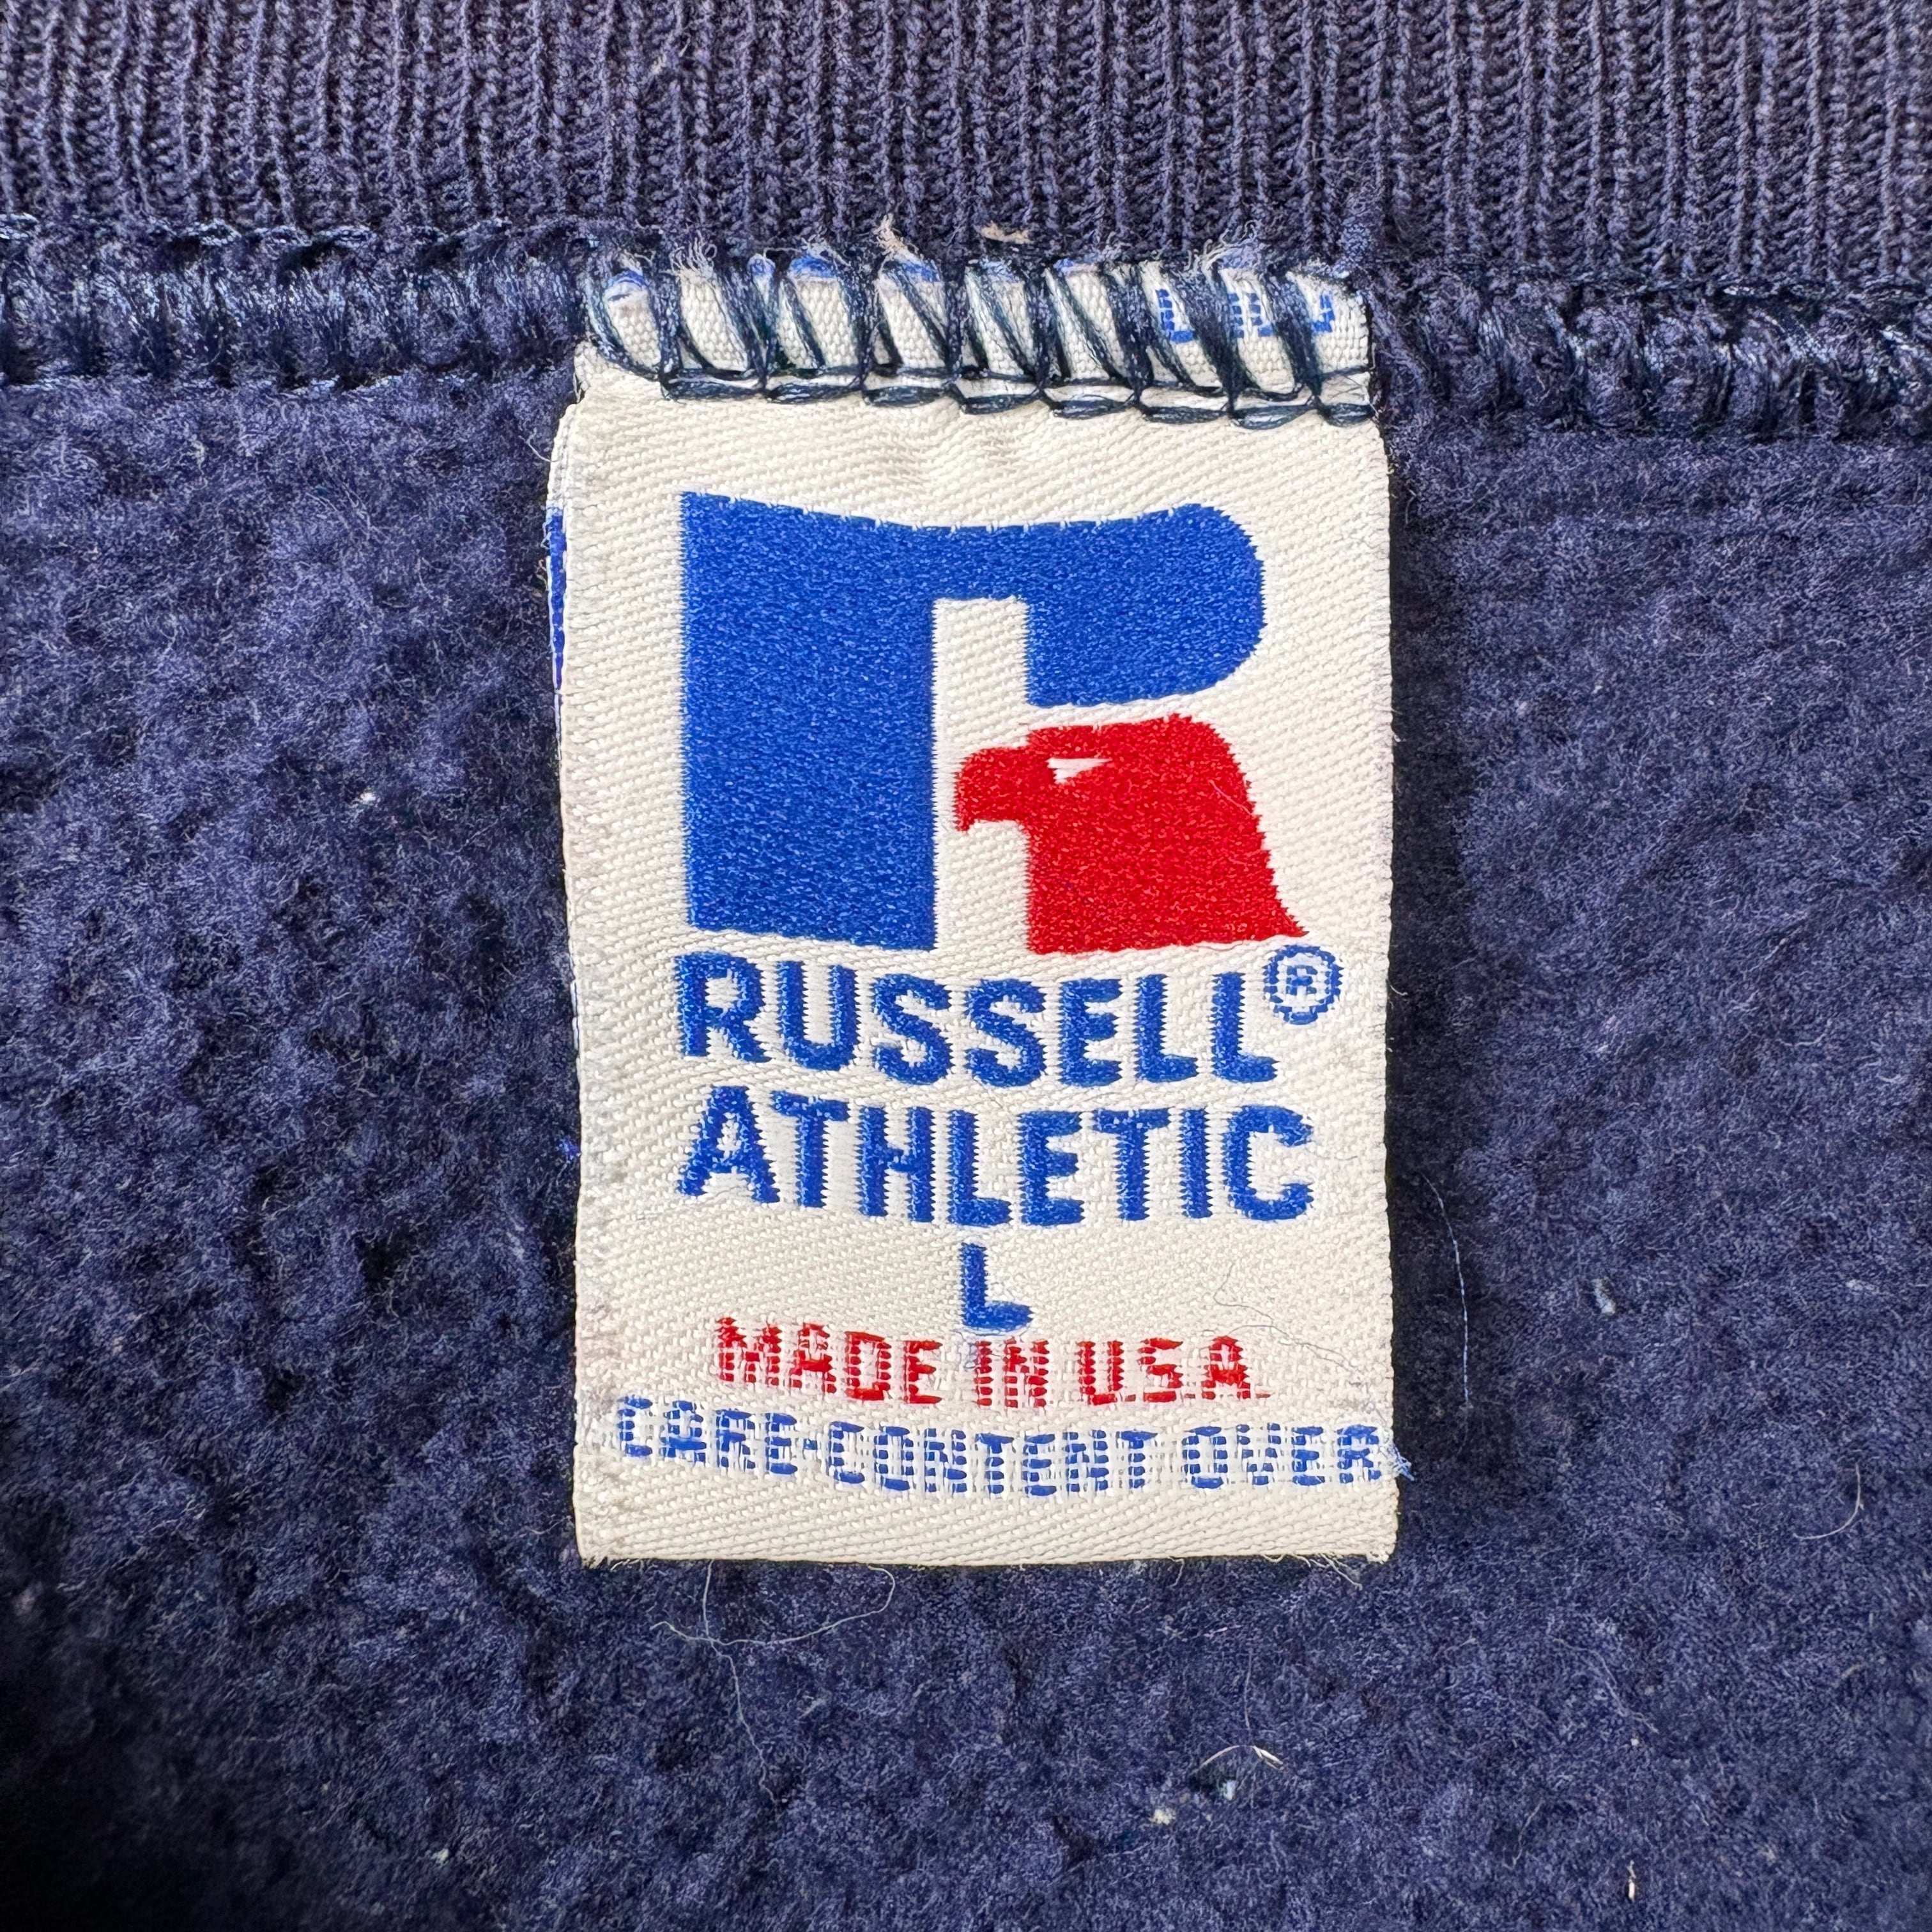 RUSSELL®
ATHLETIC
L
MADE IN U.S.A.
CARE-CONTENT OVER